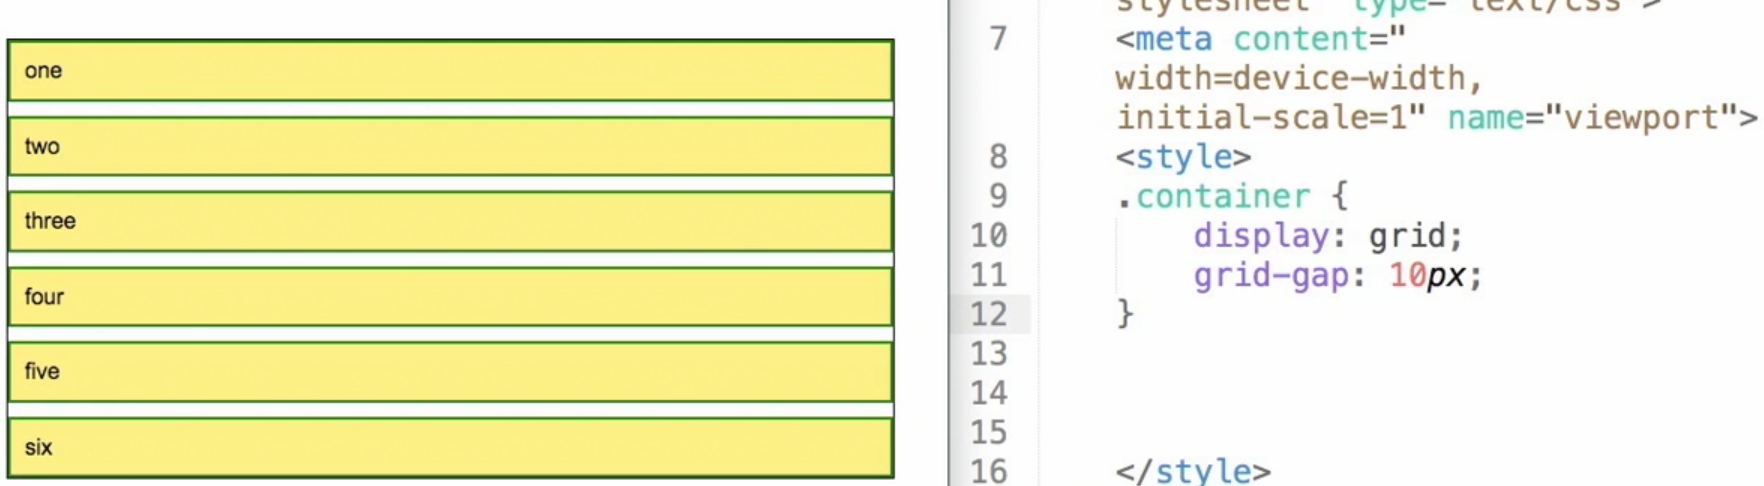 one
two
three
four
five
six
stylesheet" type="text/css">
7 <meta content="
width=device-width,
initial-scale=1" name="viewport">
8 <style>
9 .container {
10 display: grid;
11 grid-gap: 10px;
12 }
13
14
15
16 </style>